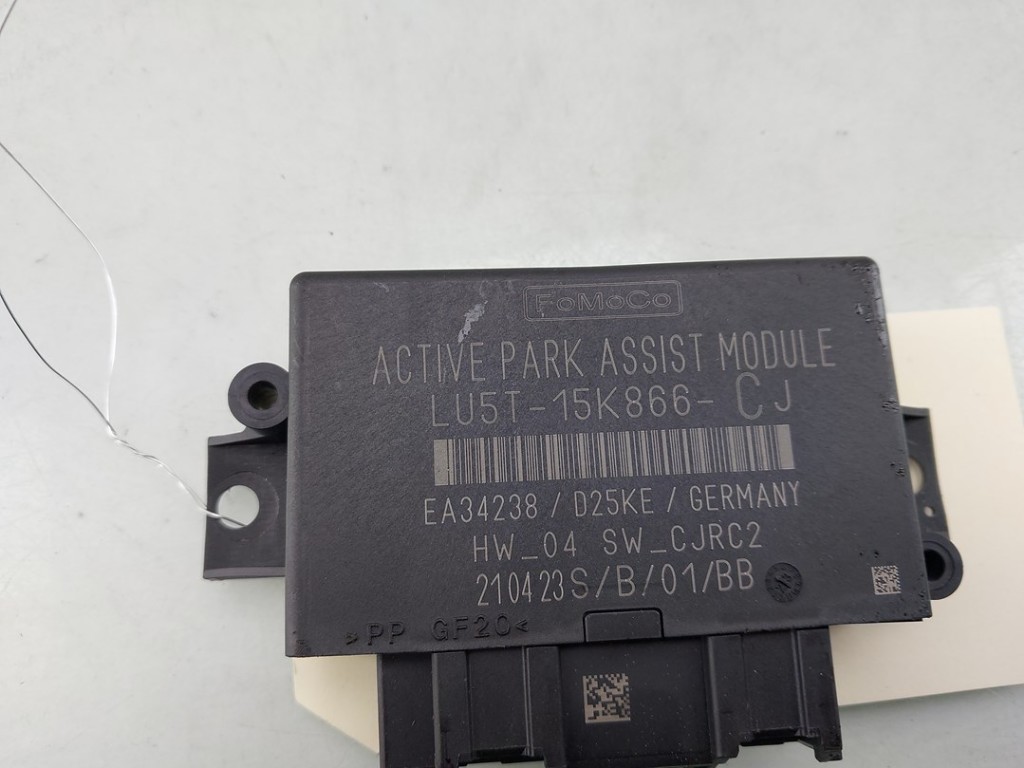 FoMoCo
ACTIVE PARK ASSIST MODULE
LU5T-15K866-CJ
EA34238 / D25KE / GERMANY
HW_04 SW_CJRC2
210423S/B/01/BB
>PP GF20<